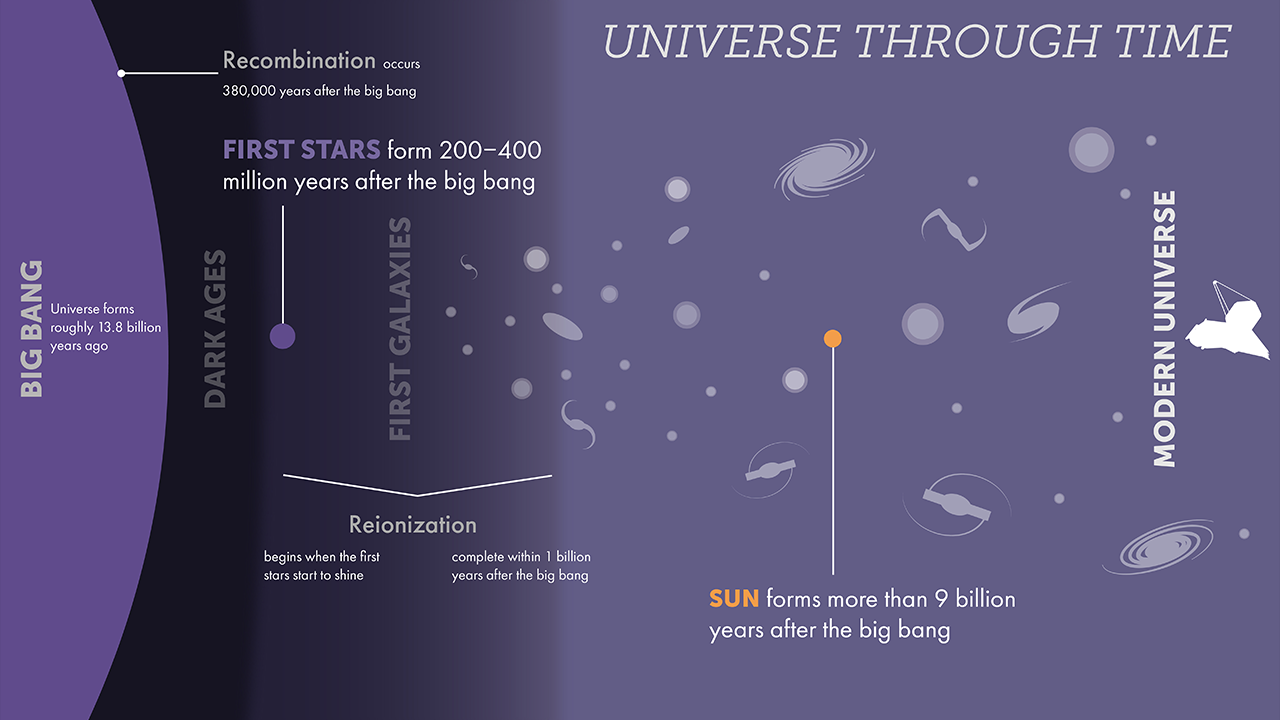 UNIVERSE THROUGH TIME
Recombination occurs
380,000 years after the big bang
FIRST STARS form 200–400
million years after the big bang
BIG BANG
Universe forms
roughly 13.8 billion
years ago
DARK AGES
FIRST GALAXIES
MODERN UNIVERSE
Reionization
begins when the first
stars start to shine
complete within 1 billion
years after the big bang
SUN forms more than 9 billion
years after the big bang